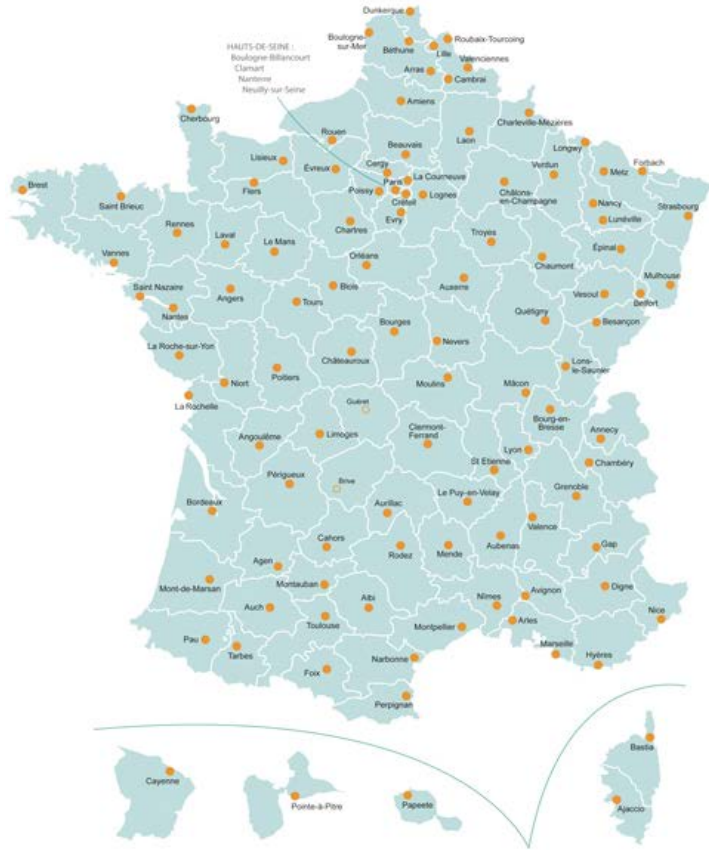 Dunkerque
Boulogne-
sur-Mer
Roubaix-Tourcoing
Lille
Béthune
Valenciennes
Arras
Cambrai
HAUTS-DE-SEINE :
Boulogne-Billancourt
Clamart
Nanterre
Neuilly-sur-Seine
Amiens
Charleville-Mézières
Cherbourg
Rouen
Laon
Longwy
Beauvais
Lisieux
Cergy
Verdun
Forbach
Évreux
Metz
La Courneuve
Paris
Brest
Flers
Poissy
Lognes
Châlons-
en-Champagne
Nancy
Saint Brieuc
Créteil
Strasbourg
Evry
Lunéville
Rennes
Chartres
Troyes
Laval
Le Mans
Épinal
Vannes
Orléans
Chaumont
Mulhouse
Saint Nazaire
Blois
Auxerre
Vesoul
Belfort
Angers
Tours
Nantes
Quétigny
Besançon
Bourges
La Roche-sur-Yon
Nevers
Châteauroux
Lons-
le-Saunier
Poitiers
Moulins
Niort
Mâcon
La Rochelle
Guéret
Bourg-en-
Bresse
Annecy
Clermont-
Ferrand
Limoges
Angoulême
Lyon
Chambéry
St Etienne
Périgueux
Brive
Le Puy-en-Velay
Grenoble
Bordeaux
Aurillac
Valence
Cahors
Aubenas
Gap
Rodez
Mende
Agen
Mont-de-Marsan
Montauban
Digne
Albi
Nîmes
Avignon
Auch
Nice
Toulouse
Montpellier
Arles
Pau
Marseille
Tarbes
Narbonne
Hyères
Foix
Perpignan
Bastia
Cayenne
Pointe-à-Pitre
Papeete
Ajaccio